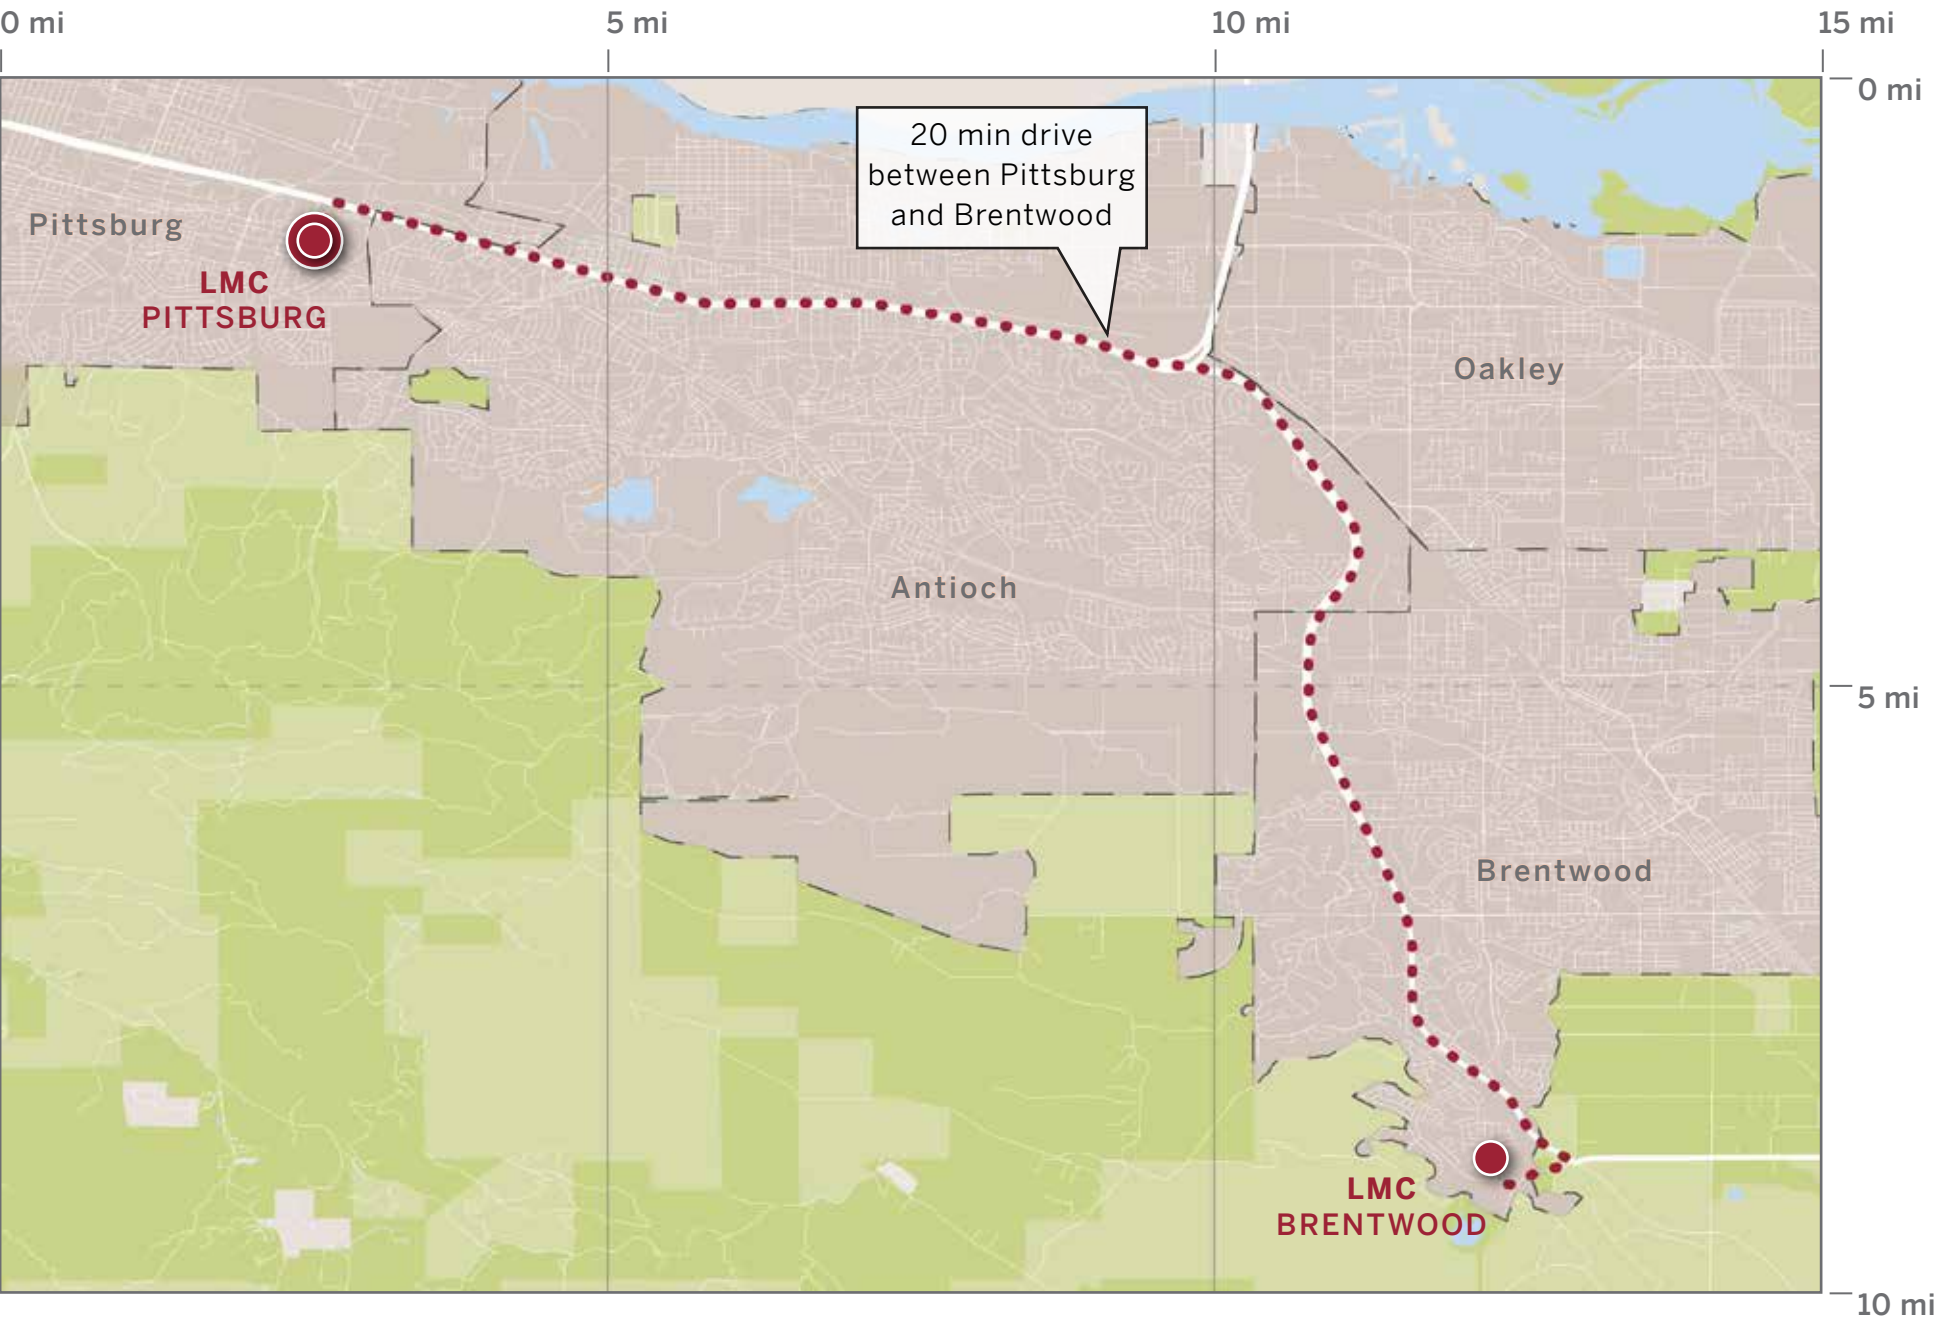 0 mi
5 mi
10 mi
15 mi
0 mi
20 min drive
between Pittsburg
and Brentwood
Pittsburg
LMC
PITTSBURG
Oakley
Antioch
5 mi
Brentwood
LMC
BRENTWOOD
10 mi